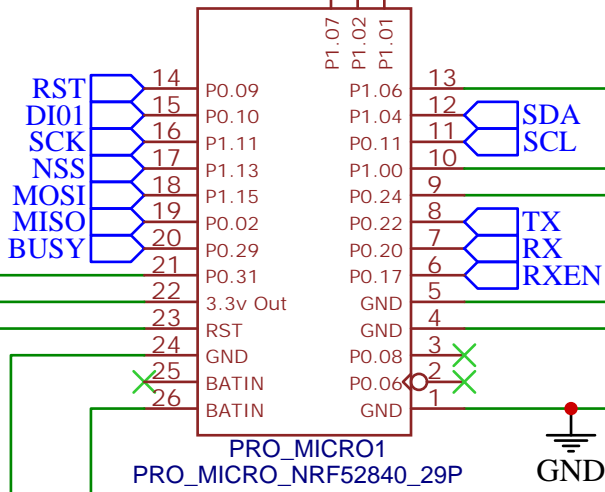 P1.07 P1.02 P1.01
RST 14 P0.09 P1.06 13
DI01 15 P0.10 P1.04 12 SDA
SCK 16 P1.11 P0.11 11 SCL
NSS 17 P1.13 P1.00 10
MOSI 18 P1.15 P0.24 9
MISO 19 P0.02 P0.22 8 TX
BUSY 20 P0.29 P0.20 7 RX
21 P0.31 P0.17 6 RXEN
22 3.3v Out GND 5
23 RST GND 4
24 GND P0.08 3
25 BATIN P0.06 2
26 BATIN GND 1
PRO_MICRO1
PRO_MICRO_NRF52840_29P
GND